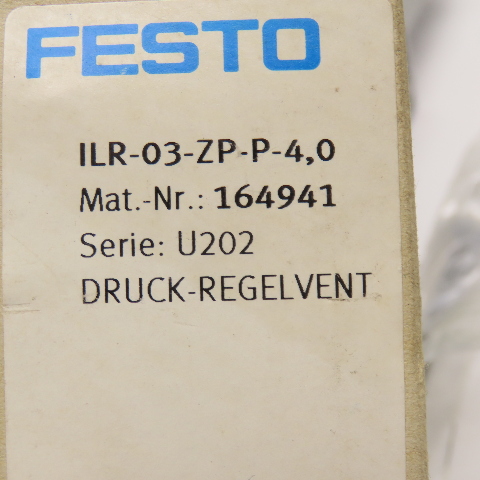 FESTO
ILR-03-ZP-P-4,0
Mat.-Nr.: 164941
Serie: U202
DRUCK-REGELVENT